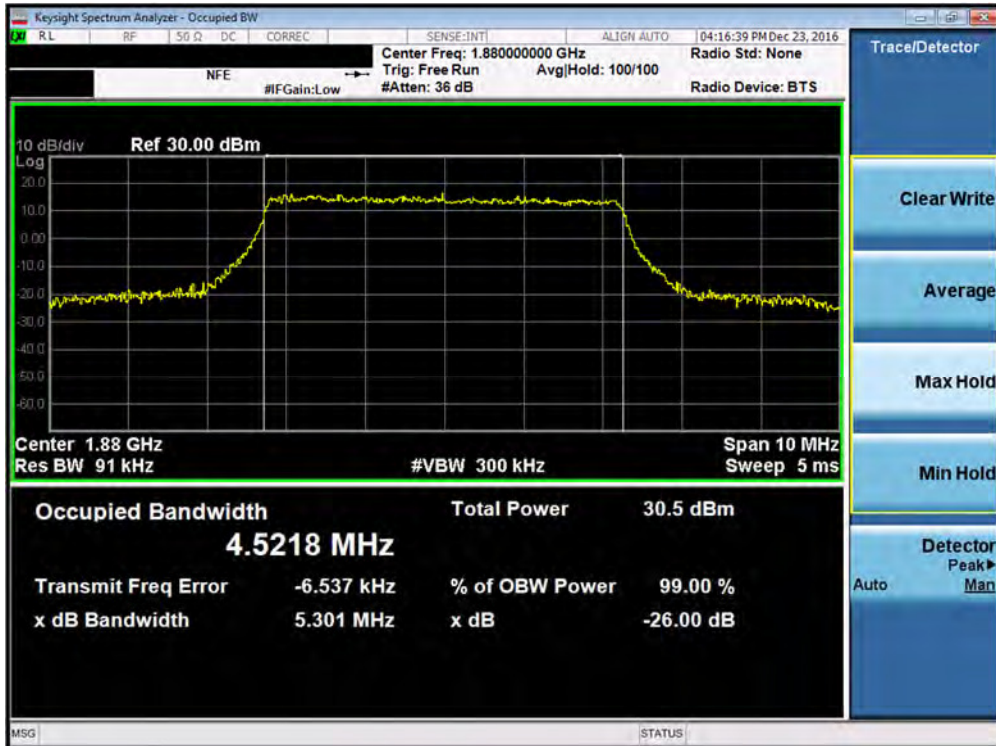 Keysight Spectrum Analyzer - Occupied BW
LXI RL RF 50 Ω DC CORREC SENSE:INT ALIGN AUTO 04:16:39 PM Dec 23, 2016
Center Freq: 1.880000000 GHz Radio Std: None
NFE Trig: Free Run Avg|Hold: 100/100
#IFGain:Low #Atten: 36 dB Radio Device: BTS
10 dB/div Ref 30.00 dBm
Log
20.0
10.0
0.00
-10.0
-20.0
-30.0
-40.0
-50.0
-60.0
Center 1.88 GHz Span 10 MHz
Res BW 91 kHz #VBW 300 kHz Sweep 5 ms
Occupied Bandwidth Total Power 30.5 dBm
4.5218 MHz
Transmit Freq Error -6.537 kHz % of OBW Power 99.00 %
x dB Bandwidth 5.301 MHz x dB -26.00 dB
MSG STATUS
Trace/Detector
Clear Write
Average
Max Hold
Min Hold
Detector
Peak▶
Auto Man